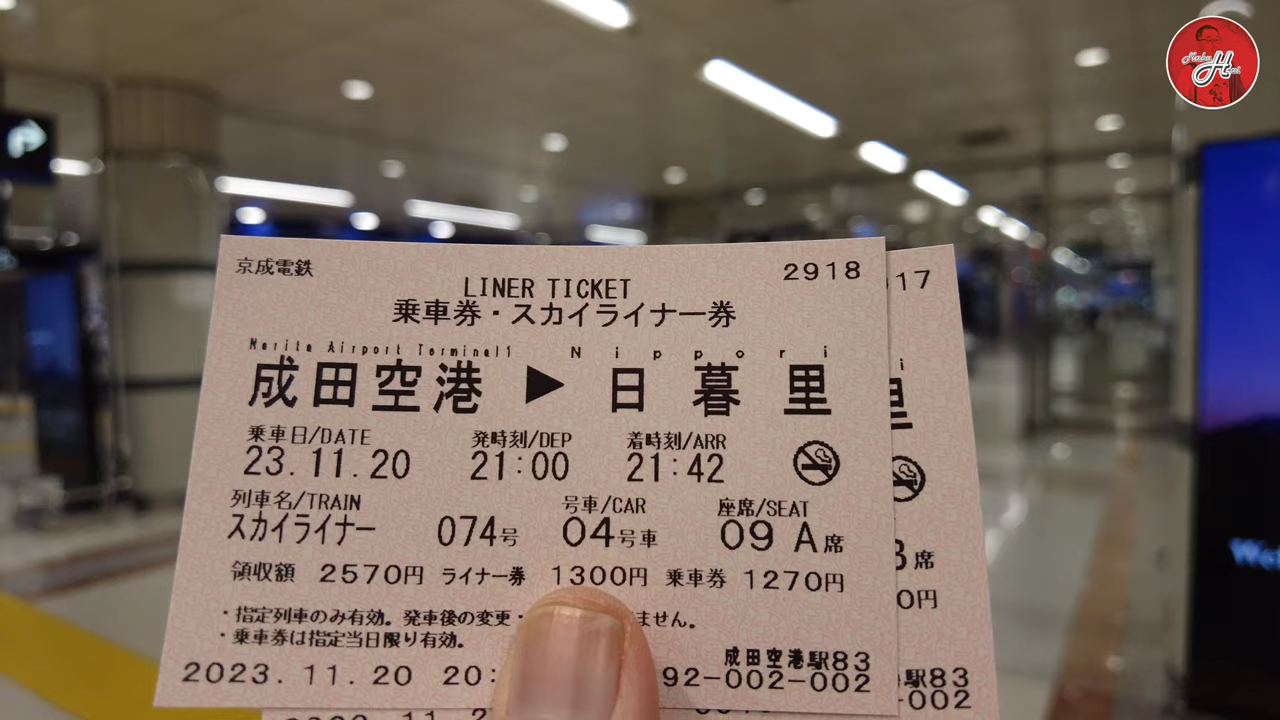 京成電鉄
2918
LINER TICKET
乗車券・スカイライナー券
Narita Airport Terminal1 Nippori
成田空港 ▶ 日暮里
乗車日/DATE 発時刻/DEP 着時刻/ARR
23.11.20 21:00 21:42
列車名/TRAIN 号車/CAR 座席/SEAT
スカイライナー 074号 04号車 09 A席
領収額 2570円 ライナー券 1300円 乗車券 1270円
・指定列車のみ有効。発車後の変更・ません。
・乗車券は指定当日限り有効。
成田空港駅83
2023.11.20 20: 92-002-002
17
i
里
B席
0円
駅83
002